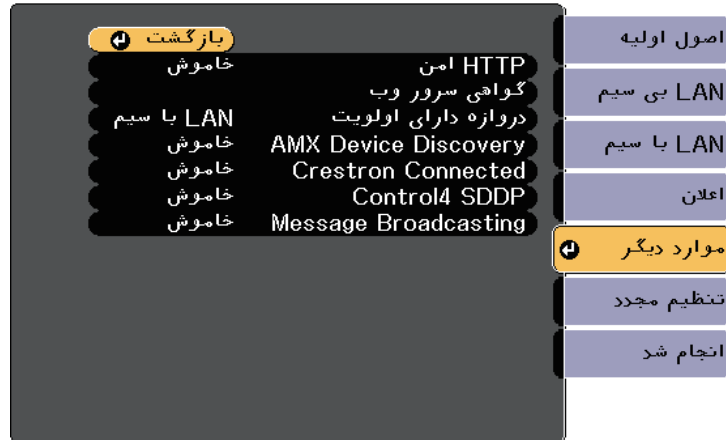 اصول اولیه
LAN بی سیم
LAN با سیم
اعلان
موارد دیگر
تنظیم مجدد
انجام شد
بازگشت
HTTP امن خاموش
گواهی سرور وب
دروازه دارای اولویت LAN با سیم
AMX Device Discovery خاموش
Crestron Connected خاموش
Control4 SDDP خاموش
Message Broadcasting خاموش